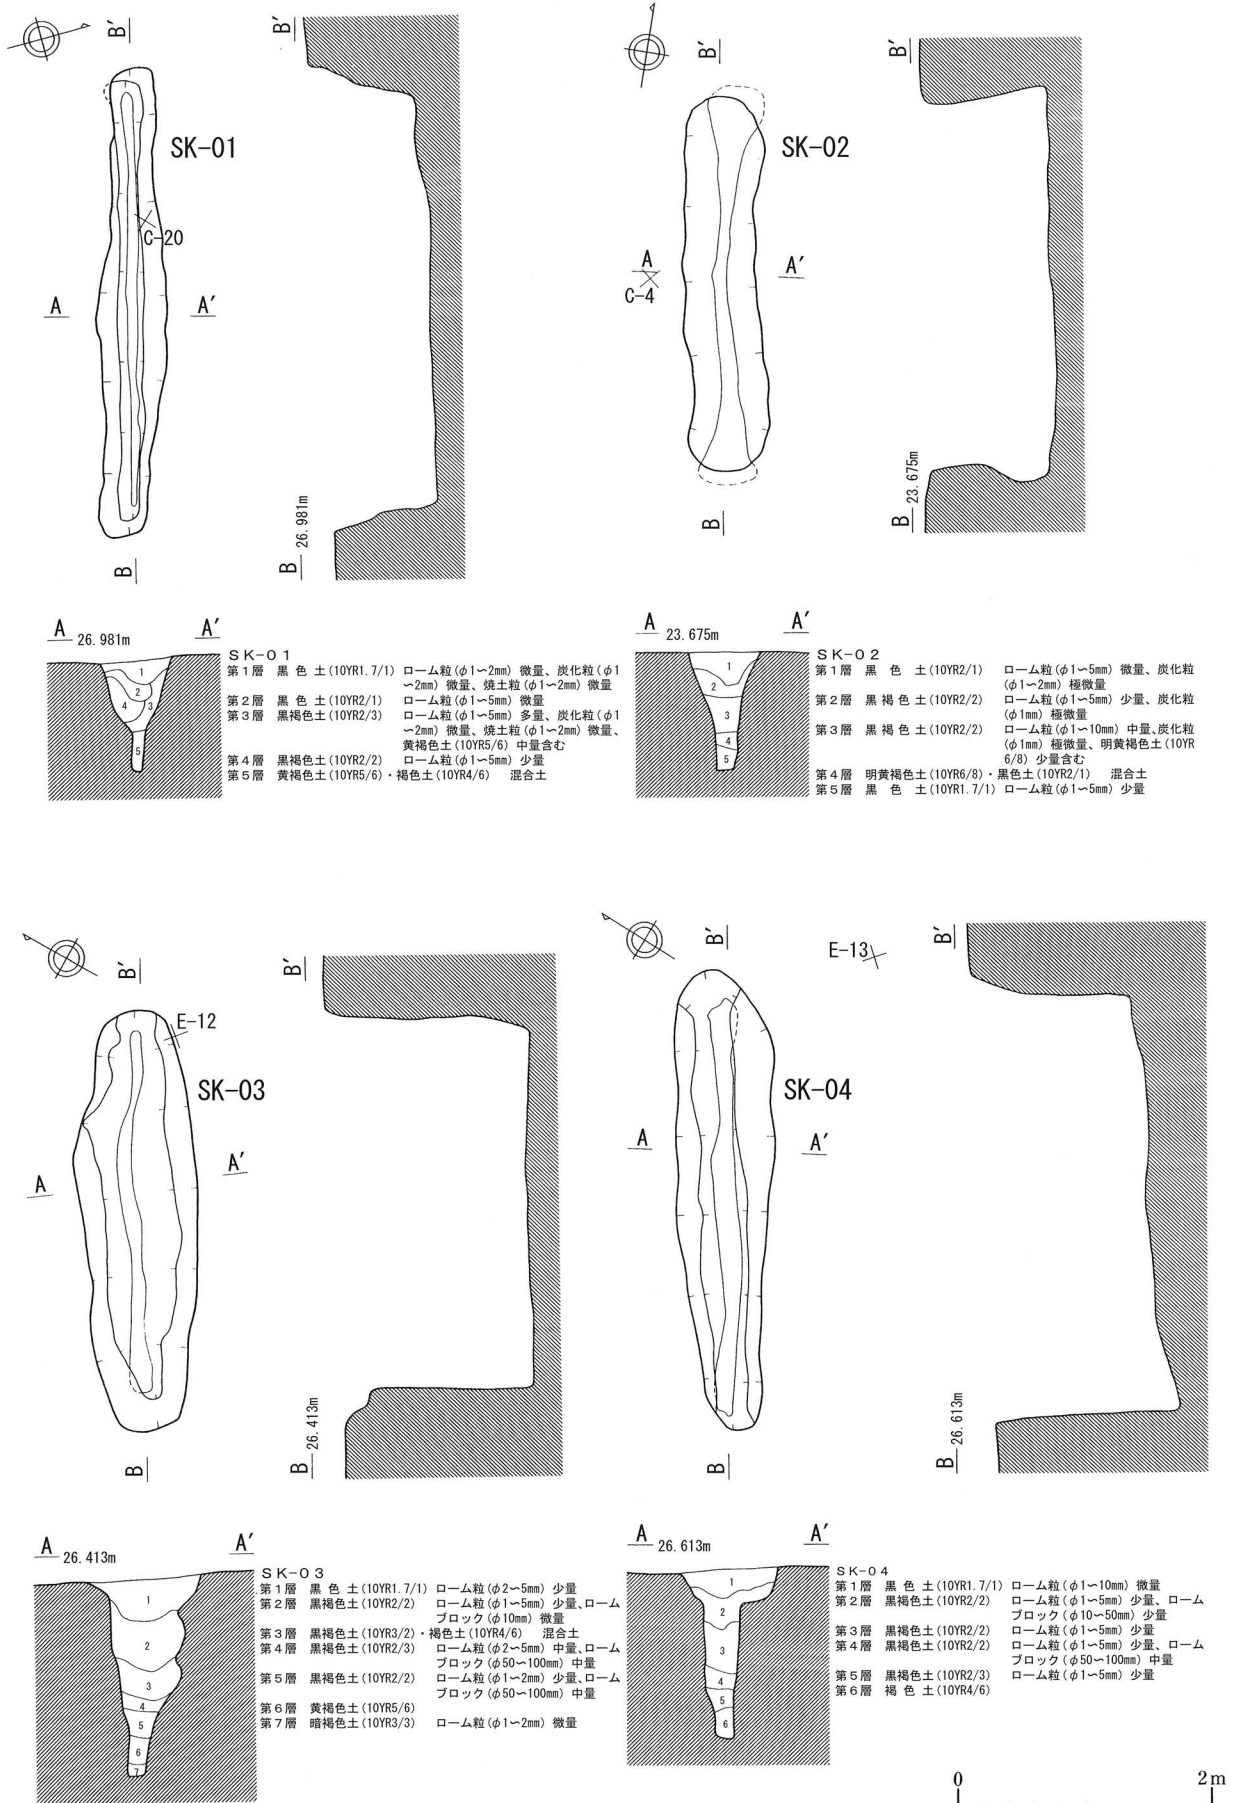 B'
B'
SK-01
C-20
A
A'
B
B
26.981m
B'
B'
SK-02
A
C-4
A'
B
B
23.675m
A 26.981m A'
SK-01
第1層 黒色土(10YR1.7/1) ローム粒(φ1〜2mm) 微量、炭化粒(φ1
〜2mm) 微量、焼土粒(φ1〜2mm) 微量
第2層 黒色土(10YR2/1) ローム粒(φ1〜5mm) 微量
第3層 黒褐色土(10YR2/3) ローム粒(φ1〜5mm) 多量、炭化粒(φ1
〜2mm) 微量、焼土粒(φ1〜2mm) 微量、
黄褐色土(10YR5/6) 中量含む
第4層 黒褐色土(10YR2/2) ローム粒(φ1〜5mm) 少量
第5層 黄褐色土(10YR5/6)・褐色土(10YR4/6) 混合土
1
2
3
4
5
A 23.675m A'
SK-02
第1層 黒色土(10YR2/1) ローム粒(φ1〜5mm) 微量、炭化粒
(φ1〜2mm) 極微量
第2層 黒褐色土(10YR2/2) ローム粒(φ1〜5mm) 少量、炭化粒
(φ1mm) 極微量
第3層 黒褐色土(10YR2/2) ローム粒(φ1〜10mm) 中量、炭化粒
(φ1mm) 極微量、明黄褐色土(10YR
6/8) 少量含む
第4層 明黄褐色土(10YR6/8)・黒色土(10YR2/1) 混合土
第5層 黒色土(10YR1.7/1) ローム粒(φ1〜5mm) 少量
1
2
3
4
5
B'
B'
E-12
SK-03
A
A'
B
B
26.413m
B'
B'
E-13
SK-04
A
A'
B
B
26.613m
A 26.413m A'
SK-03
第1層 黒色土(10YR1.7/1) ローム粒(φ2〜5mm) 少量
第2層 黒褐色土(10YR2/2) ローム粒(φ1〜5mm) 少量、ローム
ブロック(φ10mm) 微量
第3層 黒褐色土(10YR3/2)・褐色土(10YR4/6) 混合土
第4層 黒褐色土(10YR2/3) ローム粒(φ2〜5mm) 中量、ローム
ブロック(φ50〜100mm) 中量
第5層 黒褐色土(10YR2/2) ローム粒(φ1〜2mm) 少量、ローム
ブロック(φ50〜100mm) 中量
第6層 黄褐色土(10YR5/6)
第7層 暗褐色土(10YR3/3) ローム粒(φ1〜2mm) 微量
1
2
3
4
5
6
7
A 26.613m A'
SK-04
第1層 黒色土(10YR1.7/1) ローム粒(φ1〜10mm) 微量
第2層 黒褐色土(10YR2/2) ローム粒(φ1〜5mm) 少量、ローム
ブロック(φ10〜50mm) 少量
第3層 黒褐色土(10YR2/2) ローム粒(φ1〜5mm) 少量
第4層 黒褐色土(10YR2/2) ローム粒(φ1〜5mm) 少量、ローム
ブロック(φ50〜100mm) 中量
第5層 黒褐色土(10YR2/3) ローム粒(φ1〜5mm) 少量
第6層 褐色土(10YR4/6)
1
2
3
4
5
6
0 2m